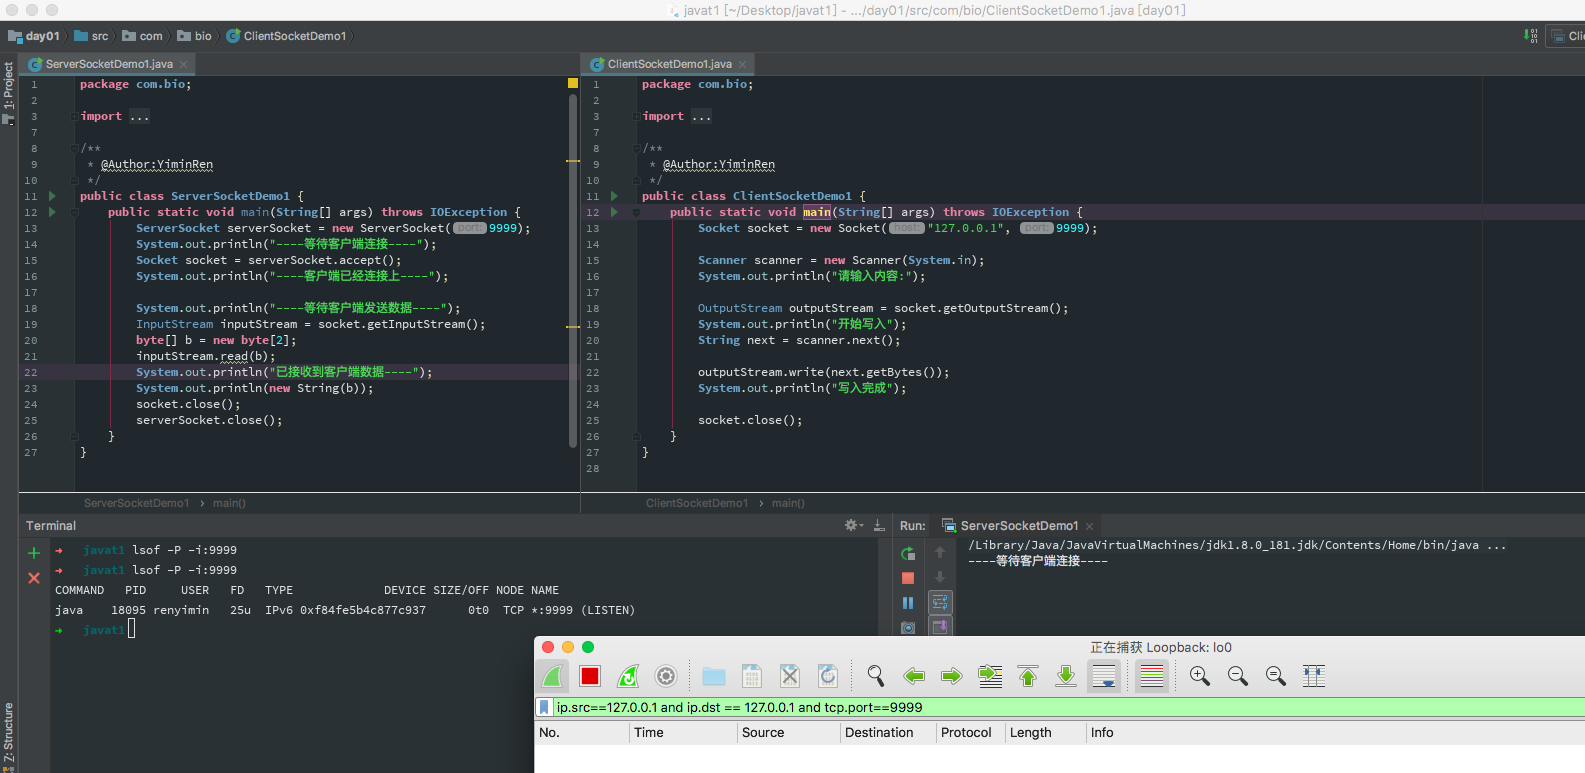 javat1 [~/Desktop/javat1] - .../day01/src/com/bio/ClientSocketDemo1.java [day01]
day01 src com bio ClientSocketDemo1
1: Project
ServerSocketDemo1.java
1 package com.bio;
2
3 import ...
7
8 /**
9 * @Author:YiminRen
10 */
11 public class ServerSocketDemo1 {
12 public static void main(String[] args) throws IOException {
13 ServerSocket serverSocket = new ServerSocket( port: 9999);
14 System.out.println("----等待客户端连接----");
15 Socket socket = serverSocket.accept();
16 System.out.println("----客户端已经连接上----");
17
18 System.out.println("----等待客户端发送数据----");
19 InputStream inputStream = socket.getInputStream();
20 byte[] b = new byte[2];
21 inputStream.read(b);
22 System.out.println("已接收到客户端数据----");
23 System.out.println(new String(b));
24 socket.close();
25 serverSocket.close();
26 }
27 }
ServerSocketDemo1 › main()
ClientSocketDemo1.java
1 package com.bio;
2
3 import ...
7
8 /**
9 * @Author:YiminRen
10 */
11 public class ClientSocketDemo1 {
12 public static void main(String[] args) throws IOException {
13 Socket socket = new Socket( host: "127.0.0.1", port: 9999);
14
15 Scanner scanner = new Scanner(System.in);
16 System.out.println("请输入内容:");
17
18 OutputStream outputStream = socket.getOutputStream();
19 System.out.println("开始写入");
20 String next = scanner.next();
21
22 outputStream.write(next.getBytes());
23 System.out.println("写入完成");
24
25 socket.close();
26 }
27 }
28
ClientSocketDemo1 › main()
Terminal
→ javat1 lsof -P -i:9999
→ javat1 lsof -P -i:9999
COMMAND PID USER FD TYPE DEVICE SIZE/OFF NODE NAME
java 18095 renyimin 25u IPv6 0xf84fe5b4c877c937 0t0 TCP *:9999 (LISTEN)
→ javat1
Run: ServerSocketDemo1
/Library/Java/JavaVirtualMachines/jdk1.8.0_181.jdk/Contents/Home/bin/java ...
----等待客户端连接----
Z: Structure
正在捕获 Loopback: lo0
ip.src==127.0.0.1 and ip.dst == 127.0.0.1 and tcp.port==9999
No. Time Source Destination Protocol Length Info